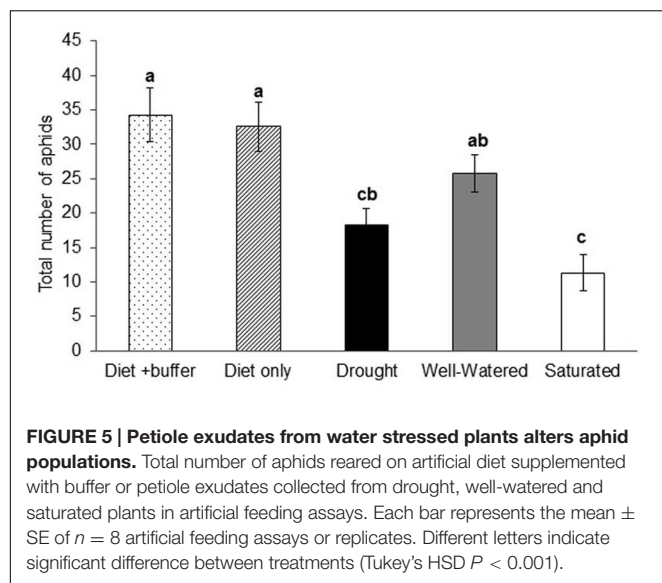 45
40
35
30
25
20
15
10
5
0
Total number of aphids
a
a
cb
ab
c
Diet +buffer Diet only Drought Well-Watered Saturated
FIGURE 5 | Petiole exudates from water stressed plants alters aphid
populations. Total number of aphids reared on artificial diet supplemented
with buffer or petiole exudates collected from drought, well-watered and
saturated plants in artificial feeding assays. Each bar represents the mean ±
SE of n = 8 artificial feeding assays or replicates. Different letters indicate
significant difference between treatments (Tukey's HSD P < 0.001).